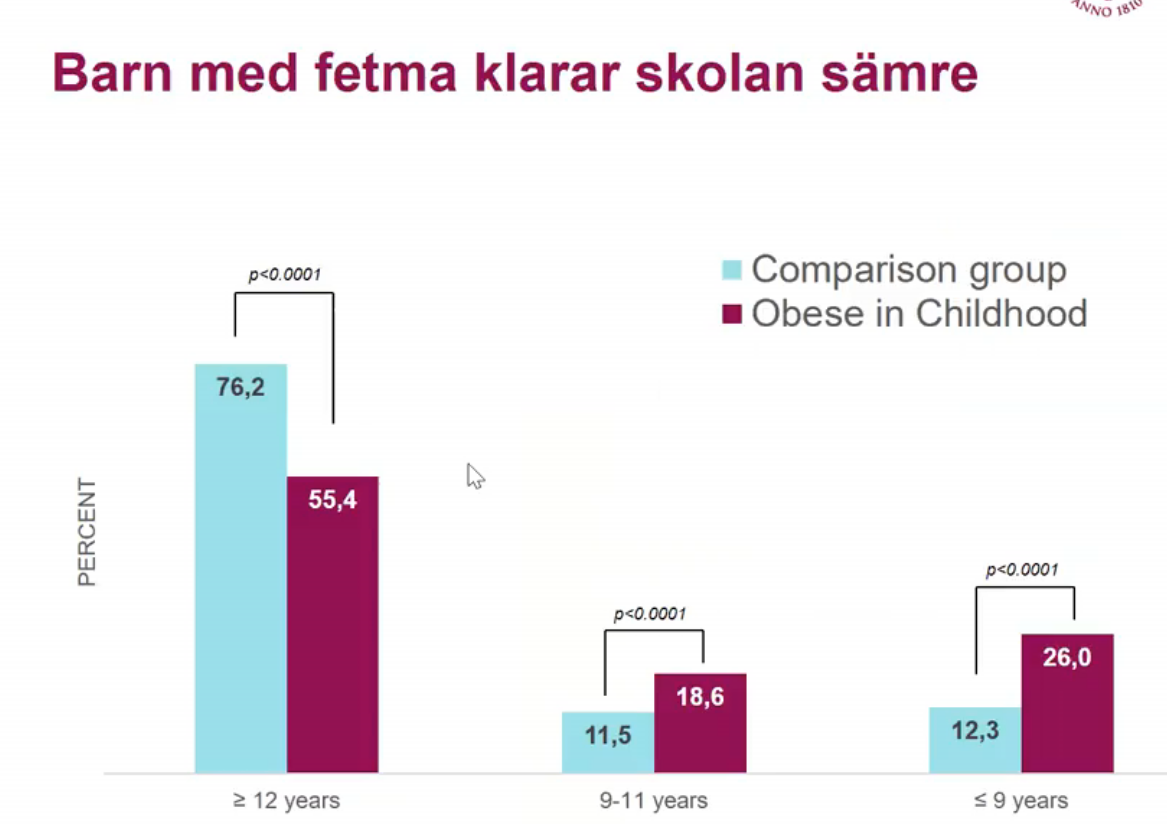 ANNO 1810
Barn med fetma klarar skolan sämre
Comparison group
Obese in Childhood
p<0.0001
76,2
55,4
PERCENT
p<0.0001
11,5
18,6
p<0.0001
12,3
26,0
≥ 12 years
9-11 years
≤ 9 years